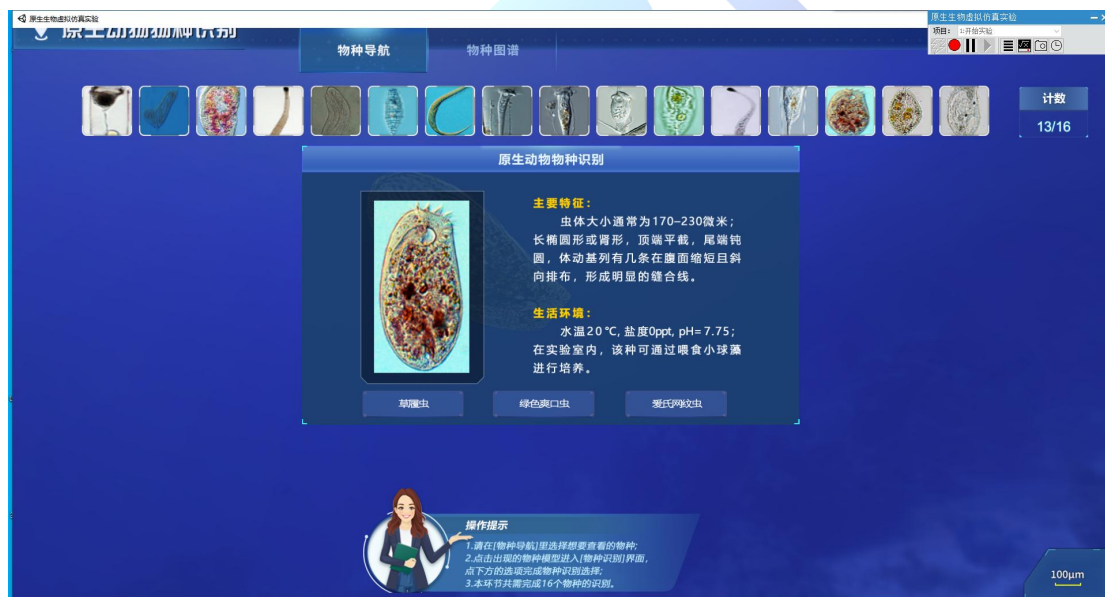 原生生物虚拟仿真实验
原生生物虚拟仿真实验
项目: 1:开始实验
原生动物物种识别
物种导航
物种图谱
计数
13/16
原生动物物种识别
主要特征：
虫体大小通常为170–230微米；
长椭圆形或肾形，顶端平截，尾端钝
圆，体动基列有几条在腹面缩短且斜
向排布，形成明显的缝合线。
生活环境：
水温20℃, 盐度0ppt, pH=7.75；
在实验室内，该种可通过喂食小球藻
进行培养。
草履虫
绿色爽口虫
爱氏网纹虫
操作提示
1.请在[物种导航]里选择想要查看的物种;
2.点击出现的物种模型进入[物种识别]界面，
点下方的选项完成物种识别选择;
3.本环节共需完成16个物种的识别。
100μm